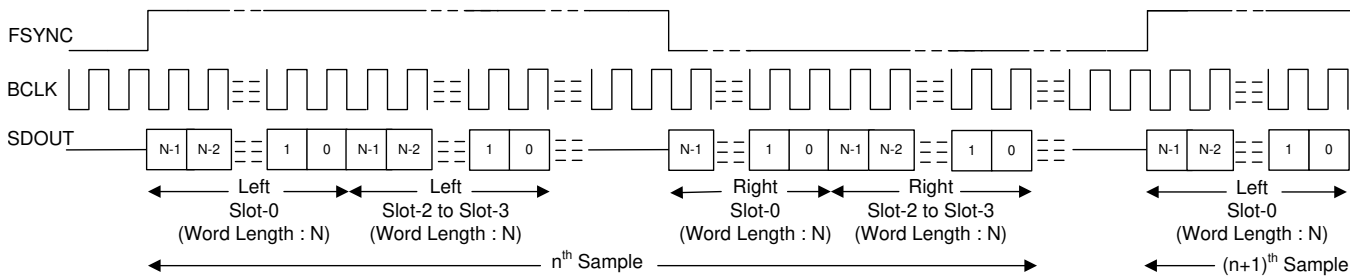 FSYNC
BCLK
SDOUT
N-1 N-2 1 0 N-1 N-2 1 0 N-1 1 0 N-1 N-2 1 0 N-1 N-2 1 0
Left Left Right Right Left
Slot-0 Slot-2 to Slot-3 Slot-0 Slot-2 to Slot-3 Slot-0
(Word Length : N) (Word Length : N) (Word Length : N) (Word Length : N) (Word Length : N)
nth Sample (n+1)th Sample